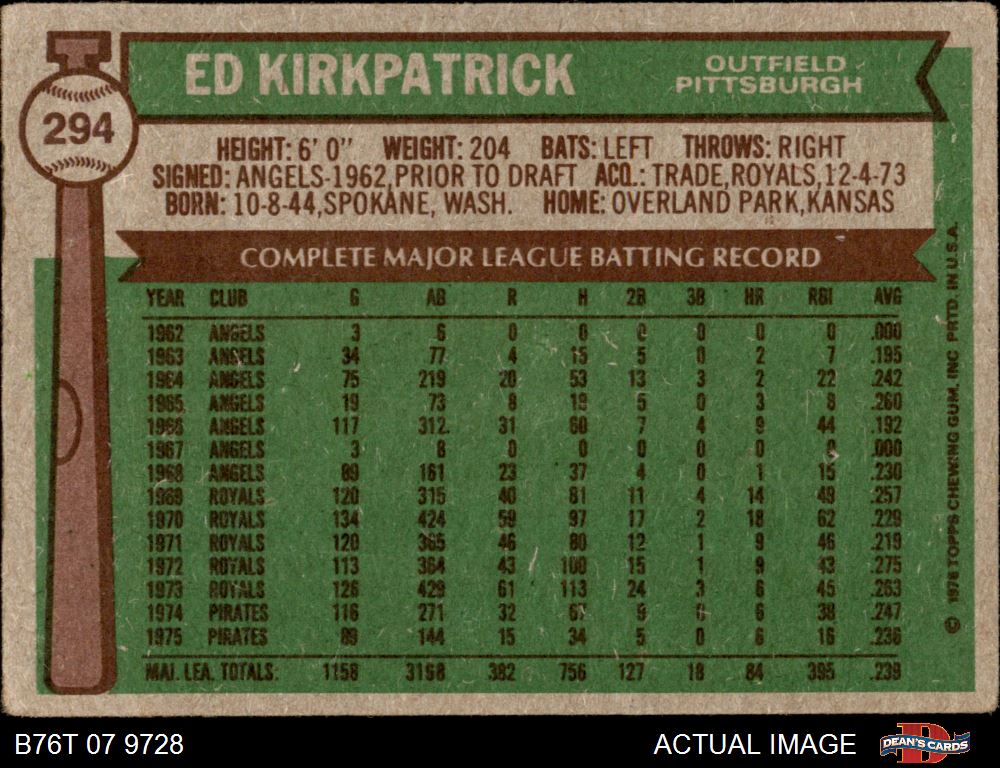 ED KIRKPATRICK
OUTFIELD
PITTSBURGH
294
HEIGHT: 6' 0" WEIGHT: 204 BATS: LEFT THROWS: RIGHT
SIGNED: ANGELS-1962, PRIOR TO DRAFT ACQ.: TRADE, ROYALS, 12-4-73
BORN: 10-8-44, SPOKANE, WASH. HOME: OVERLAND PARK, KANSAS
COMPLETE MAJOR LEAGUE BATTING RECORD
YEAR CLUB G AB R H 2B 3B HR RBI AVG
1962 ANGELS 3 6 0 0 0 0 0 0 .000
1963 ANGELS 34 77 4 15 5 0 2 7 .195
1964 ANGELS 75 219 20 53 13 3 2 22 .242
1965 ANGELS 19 73 8 19 5 0 3 8 .260
1966 ANGELS 117 312 31 60 7 4 9 44 .192
1967 ANGELS 3 8 0 0 0 0 0 0 .000
1968 ANGELS 89 161 23 37 4 0 1 15 .230
1969 ROYALS 120 315 40 81 11 4 14 49 .257
1970 ROYALS 134 424 59 97 17 2 18 62 .229
1971 ROYALS 120 365 46 80 12 1 9 46 .219
1972 ROYALS 113 364 43 100 15 1 9 43 .275
1973 ROYALS 126 429 61 113 24 3 6 45 .263
1974 PIRATES 116 271 32 67 9 0 6 38 .247
1975 PIRATES 89 144 15 34 5 0 6 16 .236
MAJ. LEA. TOTALS: 1158 3168 382 756 127 18 84 395 .239
© 1976 TOPPS CHEWING GUM, INC PRTD. IN U.S.A.
B76T 07 9728
ACTUAL IMAGE
DEAN'S CARDS